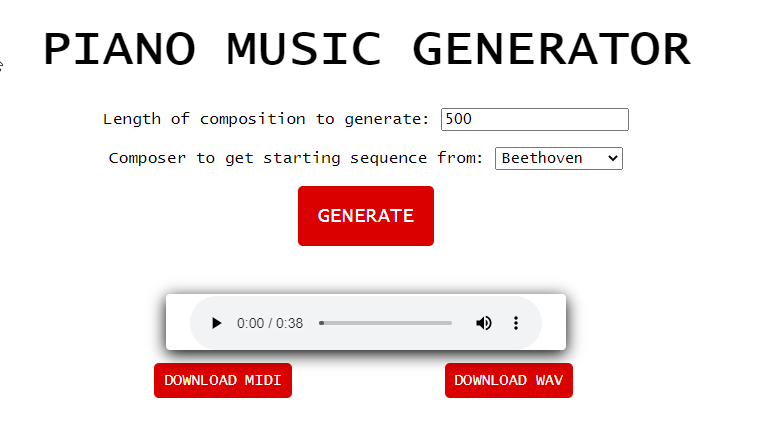 PIANO MUSIC GENERATOR
Length of composition to generate: 500
Composer to get starting sequence from: Beethoven
GENERATE
0:00 / 0:38
DOWNLOAD MIDI DOWNLOAD WAV